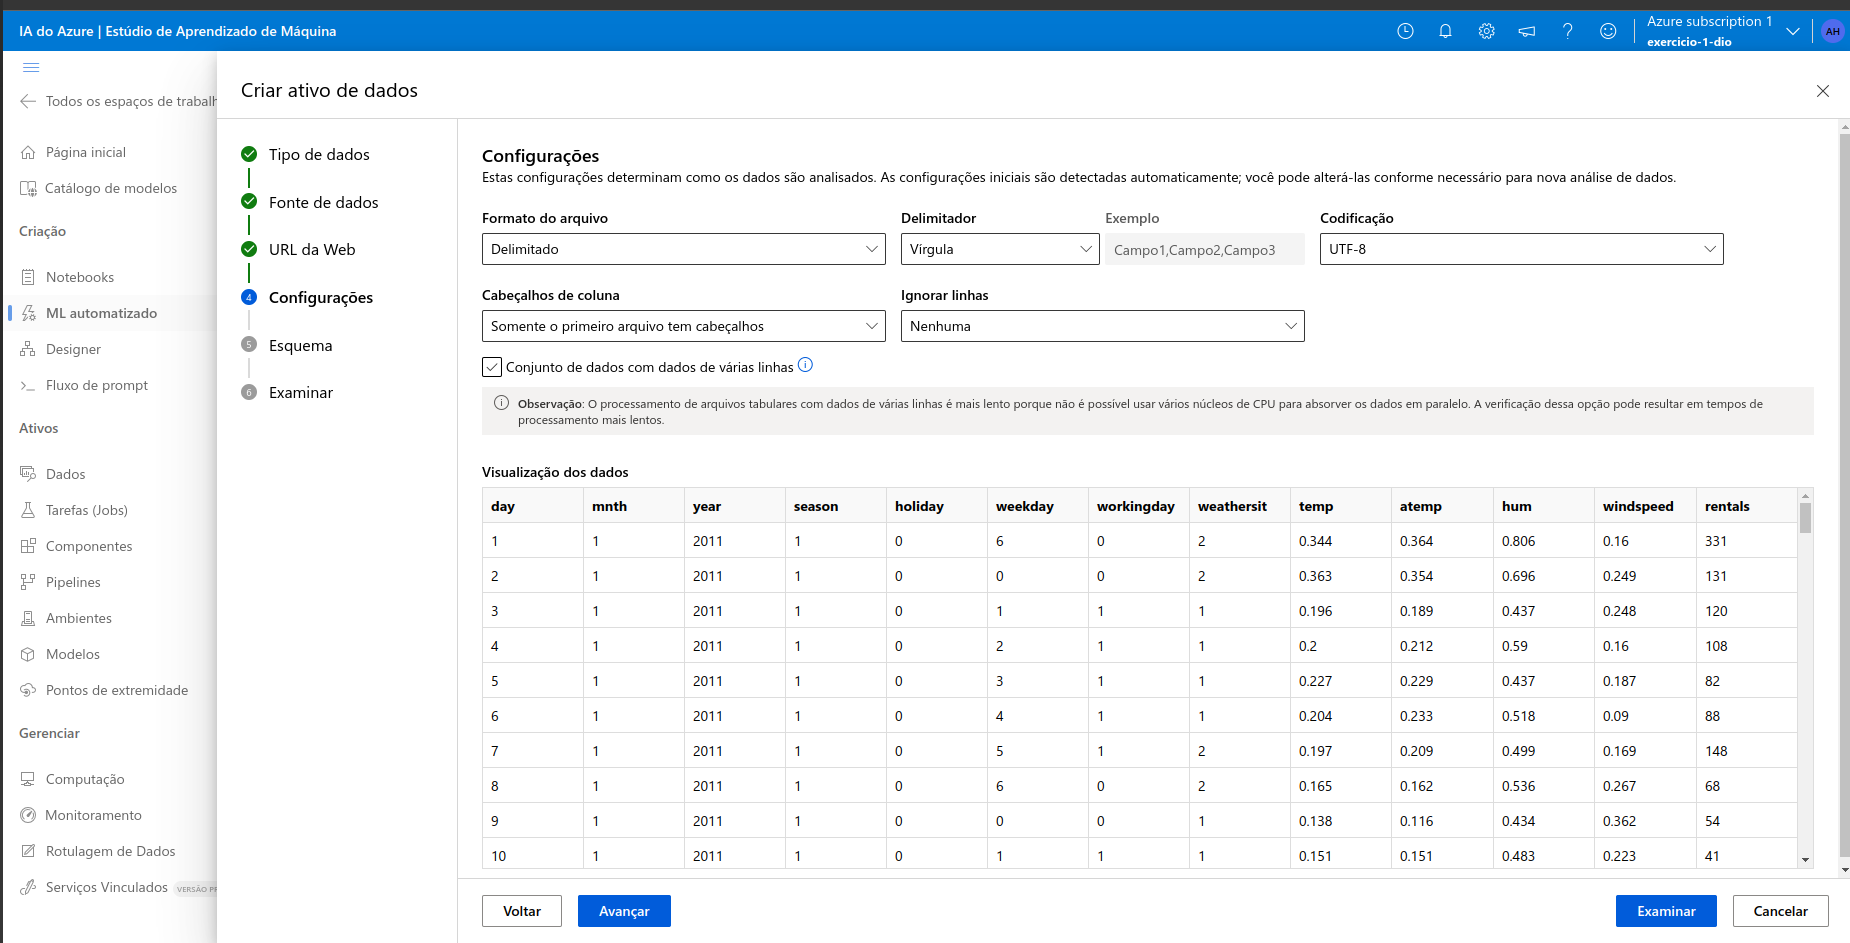 IA do Azure | Estúdio de Aprendizado de Máquina
Azure subscription 1
exercicio-1-dio
AH
Todos os espaços de trabalh
Página inicial
Catálogo de modelos
Criação
Notebooks
ML automatizado
Designer
Fluxo de prompt
Ativos
Dados
Tarefas (Jobs)
Componentes
Pipelines
Ambientes
Modelos
Pontos de extremidade
Gerenciar
Computação
Monitoramento
Rotulagem de Dados
Serviços Vinculados VERSÃO PR
Criar ativo de dados
Tipo de dados
Fonte de dados
URL da Web
4 Configurações
5 Esquema
6 Examinar
Configurações
Estas configurações determinam como os dados são analisados. As configurações iniciais são detectadas automaticamente; você pode alterá-las conforme necessário para nova análise de dados.
Formato do arquivo Delimitador Exemplo Codificação
Delimitado Vírgula Campo1,Campo2,Campo3 UTF-8
Cabeçalhos de coluna Ignorar linhas
Somente o primeiro arquivo tem cabeçalhos Nenhuma
Conjunto de dados com dados de várias linhas
Observação: O processamento de arquivos tabulares com dados de várias linhas é mais lento porque não é possível usar vários núcleos de CPU para absorver os dados em paralelo. A verificação dessa opção pode resultar em tempos de
processamento mais lentos.
Visualização dos dados
day mnth year season holiday weekday workingday weathersit temp atemp hum windspeed rentals
1 1 2011 1 0 6 0 2 0.344 0.364 0.806 0.16 331
2 1 2011 1 0 0 0 2 0.363 0.354 0.696 0.249 131
3 1 2011 1 0 1 1 1 0.196 0.189 0.437 0.248 120
4 1 2011 1 0 2 1 1 0.2 0.212 0.59 0.16 108
5 1 2011 1 0 3 1 1 0.227 0.229 0.437 0.187 82
6 1 2011 1 0 4 1 1 0.204 0.233 0.518 0.09 88
7 1 2011 1 0 5 1 2 0.197 0.209 0.499 0.169 148
8 1 2011 1 0 6 0 2 0.165 0.162 0.536 0.267 68
9 1 2011 1 0 0 0 1 0.138 0.116 0.434 0.362 54
10 1 2011 1 0 1 1 1 0.151 0.151 0.483 0.223 41
Voltar Avançar Examinar Cancelar